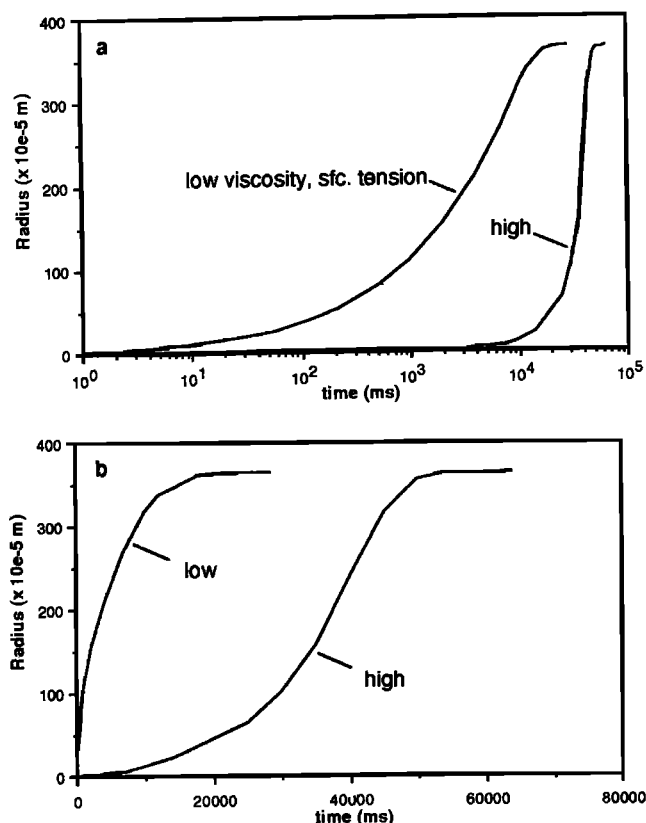 a
400
300
200
100
0
Radius (x 10e-5 m)
low viscosity, sfc. tension
high
10^0 10^1 10^2 10^3 10^4 10^5
time (ms)
b
400
300
200
100
0
Radius (x 10e-5 m)
low
high
0 20000 40000 60000 80000
time (ms)